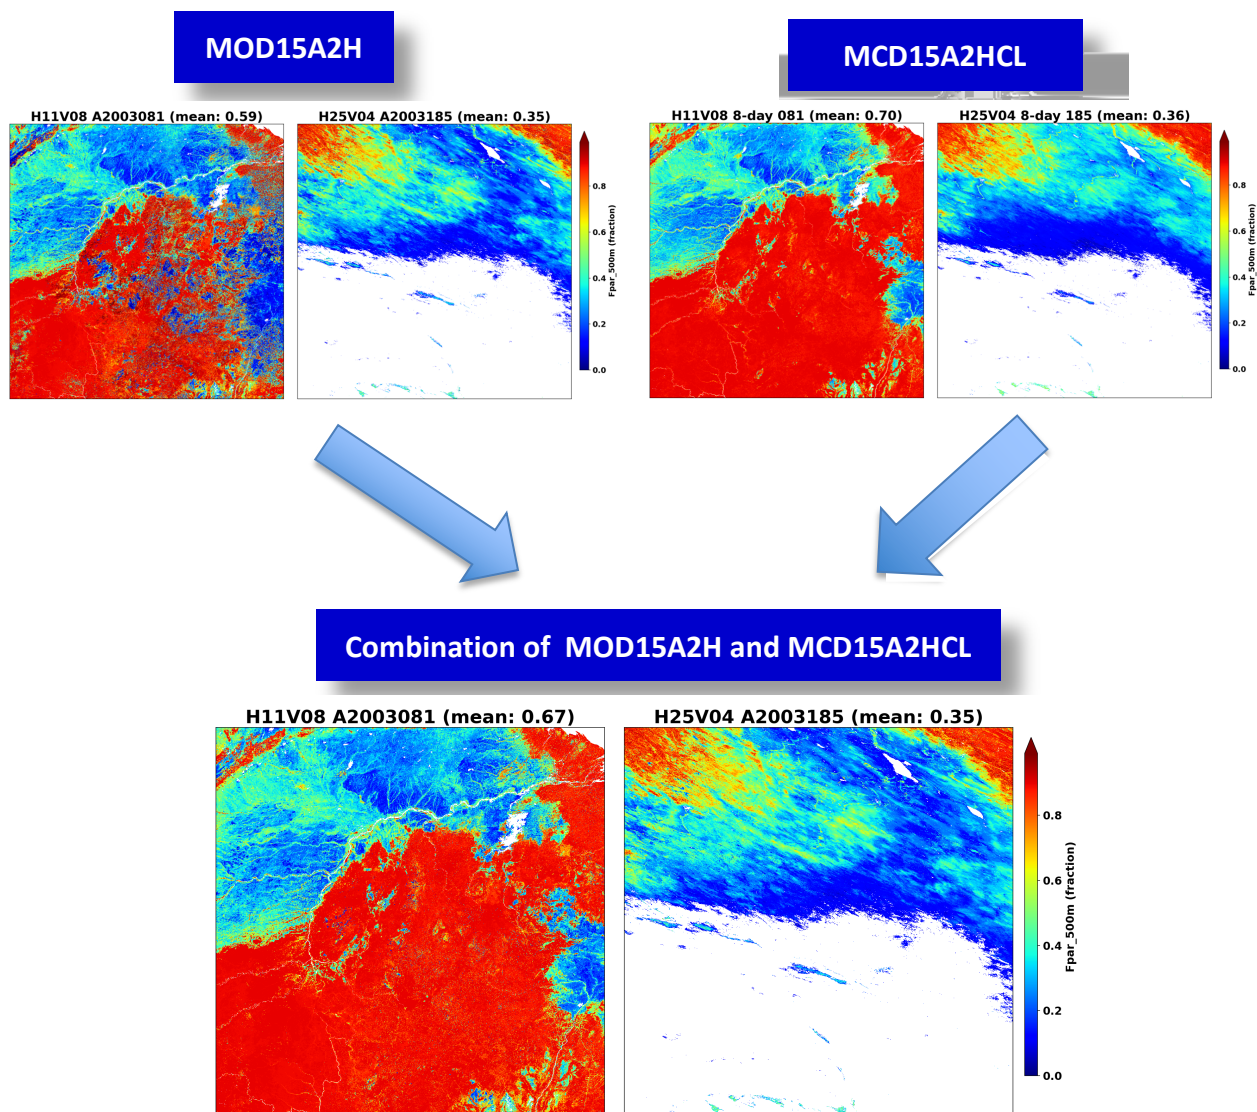 MOD15A2H
MCD15A2HCL
H11V08 A2003081 (mean: 0.59)
H25V04 A2003185 (mean: 0.35)
0.8
0.6
0.4
0.2
0.0
Fpar_500m (fraction)
H11V08 8-day 081 (mean: 0.70)
H25V04 8-day 185 (mean: 0.36)
0.8
0.6
0.4
0.2
0.0
Fpar_500m (fraction)
Combination of MOD15A2H and MCD15A2HCL
H11V08 A2003081 (mean: 0.67)
H25V04 A2003185 (mean: 0.35)
0.8
0.6
0.4
0.2
0.0
Fpar_500m (fraction)